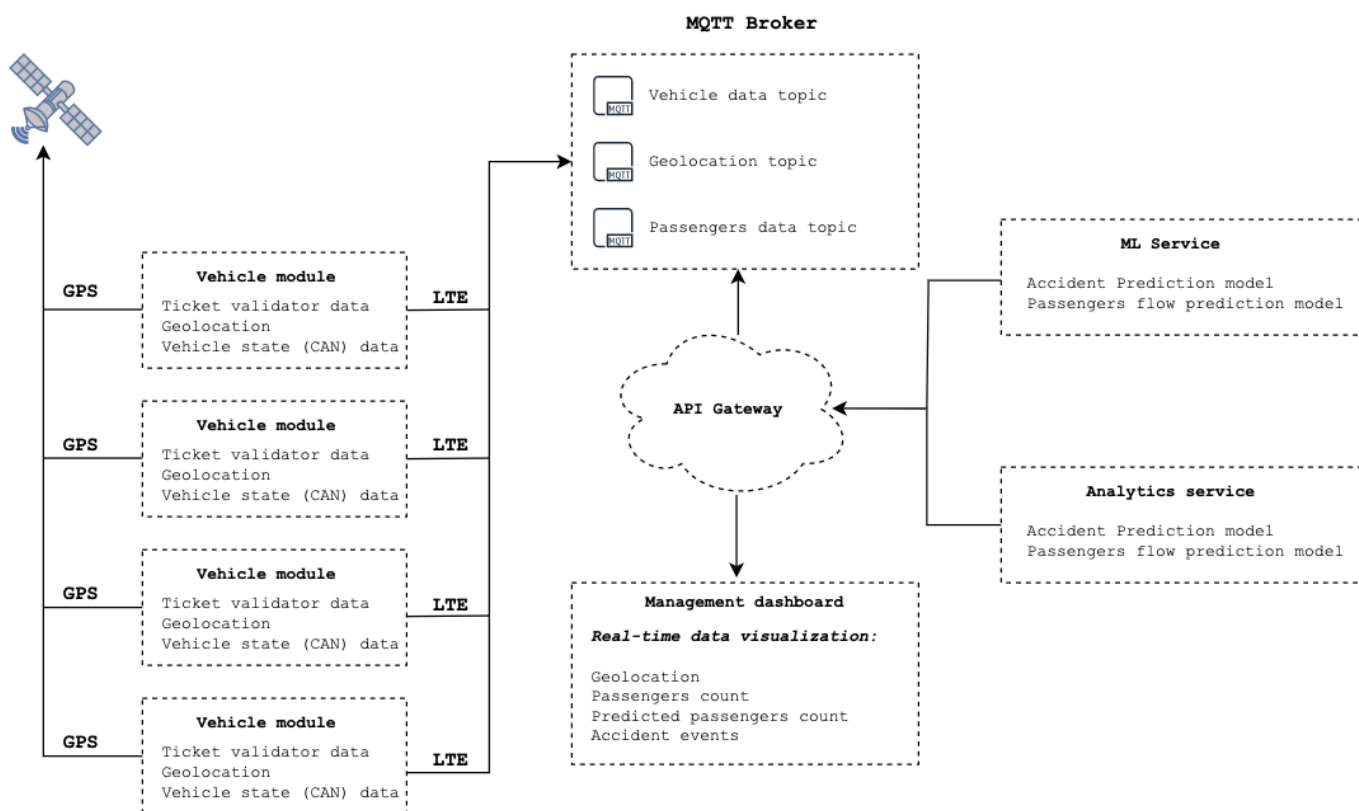 MQTT Broker
MQTT
Vehicle data topic
MQTT
Geolocation topic
MQTT
Passengers data topic
GPS
Vehicle module
Ticket validator data
Geolocation
Vehicle state (CAN) data
LTE
GPS
Vehicle module
Ticket validator data
Geolocation
Vehicle state (CAN) data
LTE
GPS
Vehicle module
Ticket validator data
Geolocation
Vehicle state (CAN) data
LTE
GPS
Vehicle module
Ticket validator data
Geolocation
Vehicle state (CAN) data
LTE
API Gateway
ML Service
Accident Prediction model
Passengers flow prediction model
Analytics service
Accident Prediction model
Passengers flow prediction model
Management dashboard
Real-time data visualization:
Geolocation
Passengers count
Predicted passengers count
Accident events